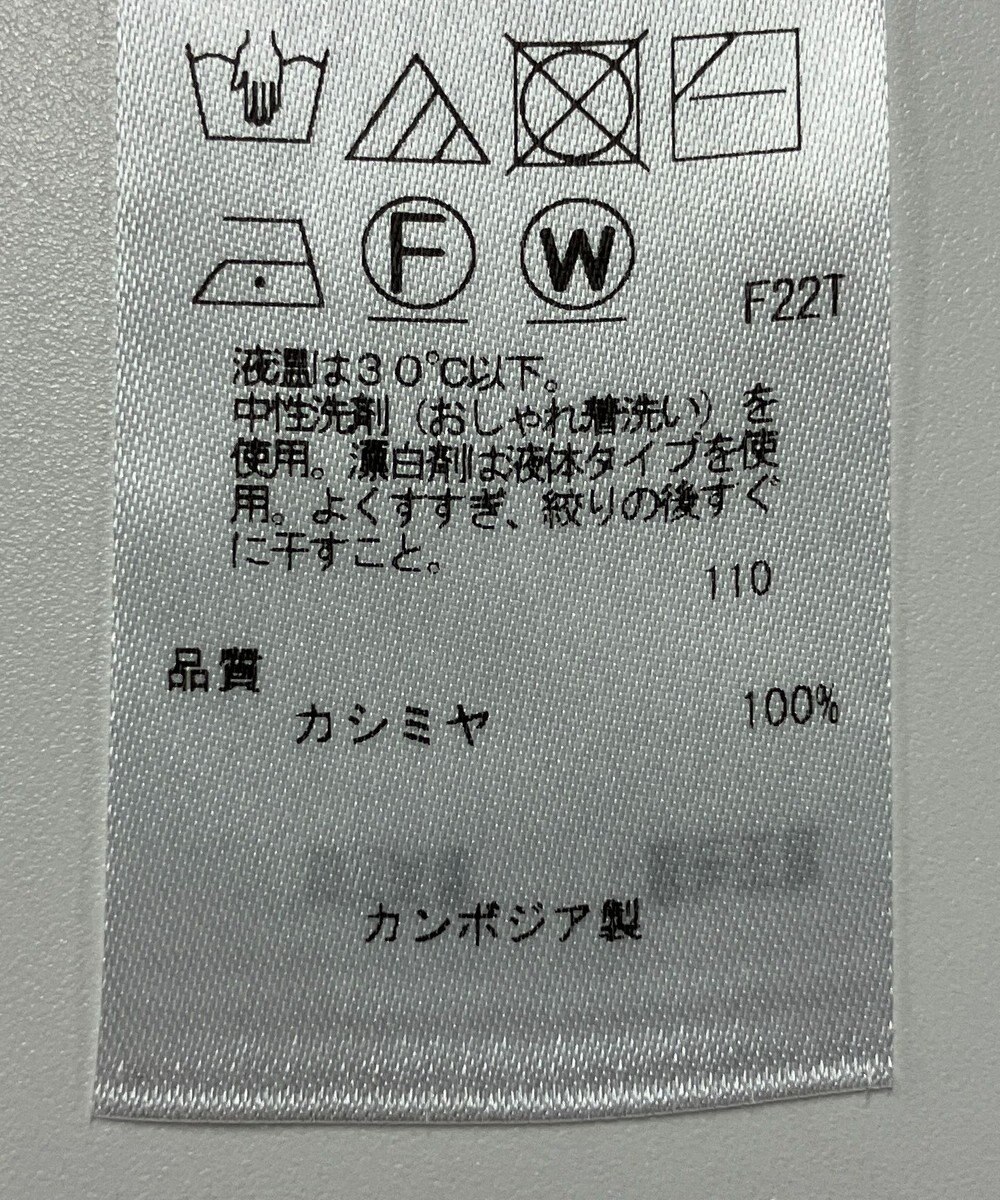 F W
F22T
液温は30℃以下。
中性洗剤（おしゃれ着洗い）を
使用。漂白剤は液体タイプを使
用。よくすすぎ、絞りの後すぐ
に干すこと。
110
品質
カシミヤ 100%
カンボジア製